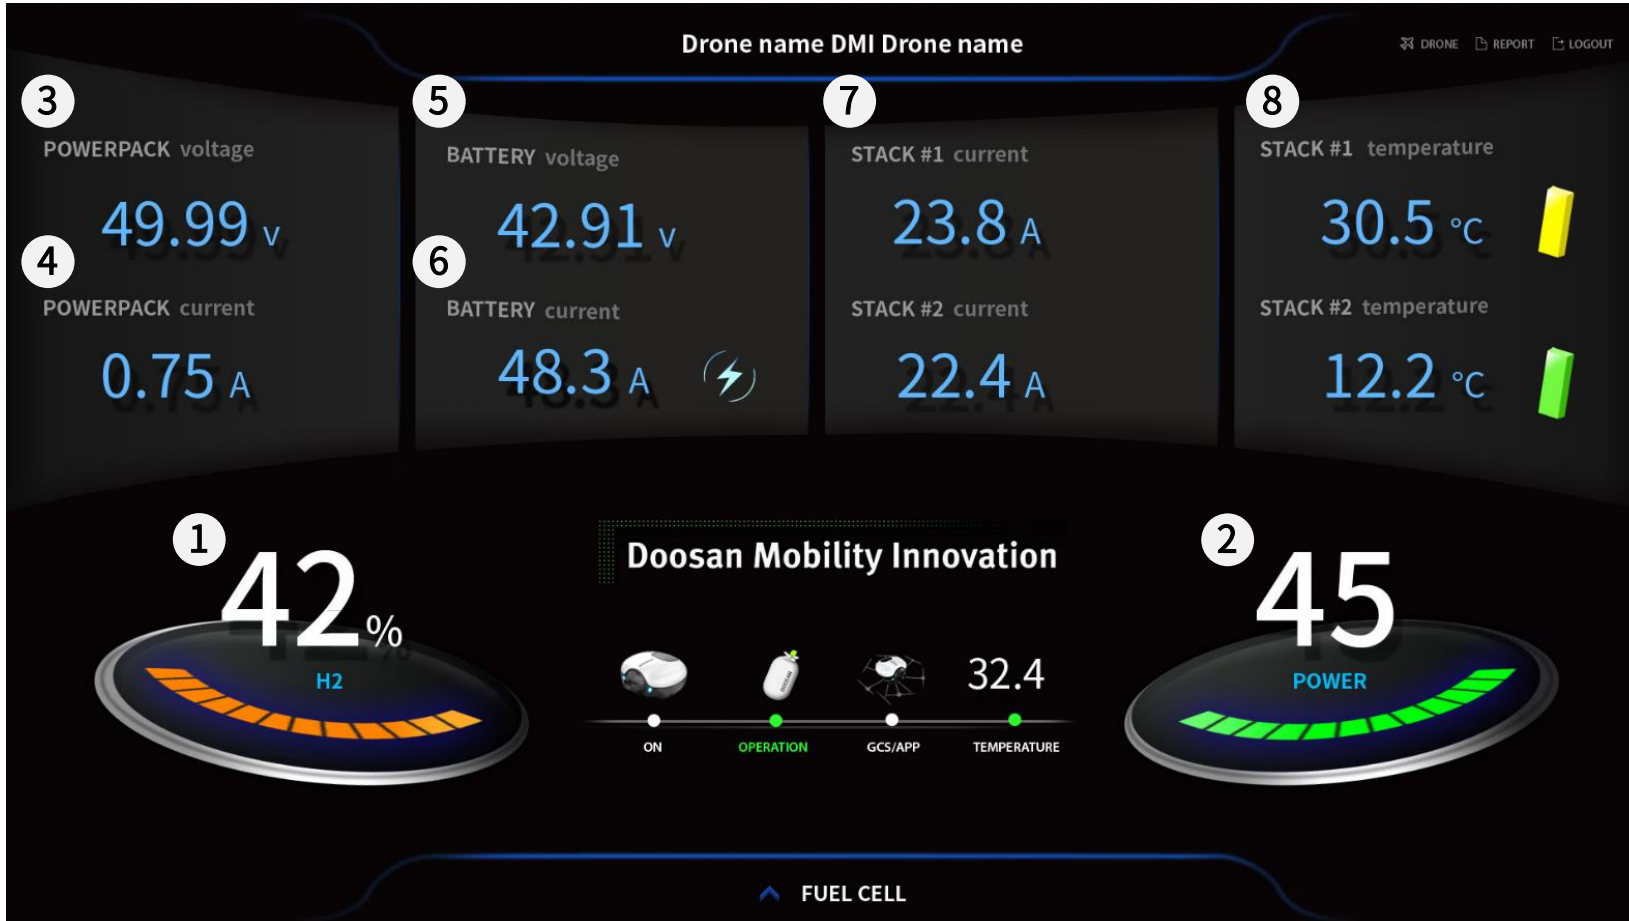 Drone name DMI Drone name
DRONE REPORT LOGOUT
3
POWERPACK voltage
49.99 V
4
POWERPACK current
0.75 A
5
BATTERY voltage
42.91 V
6
BATTERY current
48.3 A
7
STACK #1 current
23.8 A
STACK #2 current
22.4 A
8
STACK #1 temperature
30.5 °C
STACK #2 temperature
12.2 °C
1
42%
H2
Doosan Mobility Innovation
DOOSAN
32.4
ON
OPERATION
GCS/APP
TEMPERATURE
2
45
POWER
FUEL CELL